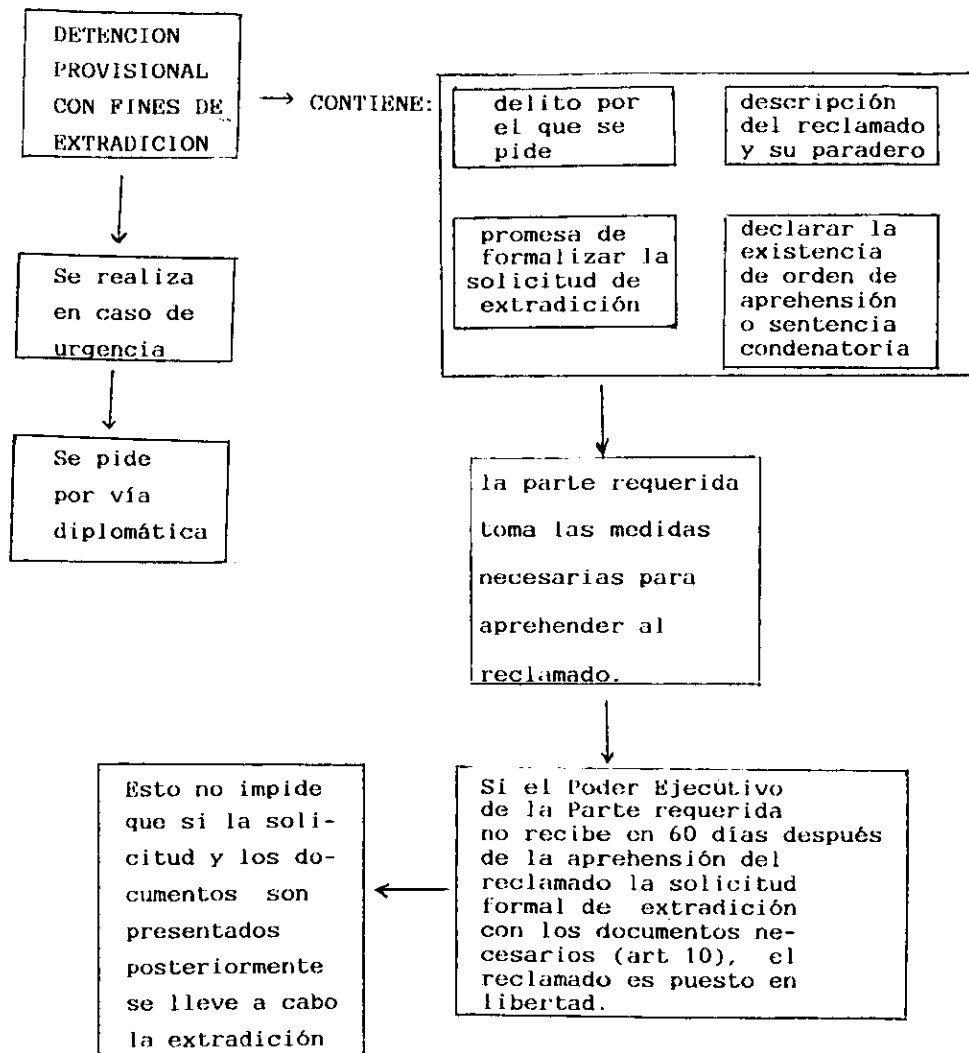 DETENCION
PROVISIONAL
CON FINES DE
EXTRADICION
→ CONTIENE:
delito por
el que se
pide
descripción
del reclamado
y su paradero
promesa de
formalizar la
solicitud de
extradición
declarar la
existencia
de orden de
aprehensión
o sentencia
condenatoria
Se realiza
en caso de
urgencia
Se pide
por vía
diplomática
la parte requerida
toma las medidas
necesarias para
aprehender al
reclamado.
Si el Poder Ejecutivo
de la Parte requerida
no recibe en 60 días después
de la aprehensión del
reclamado la solicitud
formal de extradición
con los documentos ne-
cesarios (art 10), el
reclamado es puesto en
libertad.
Esto no impide
que si la soli-
citud y los do-
cumentos son
presentados
posteriormente
se lleve a cabo
la extradición